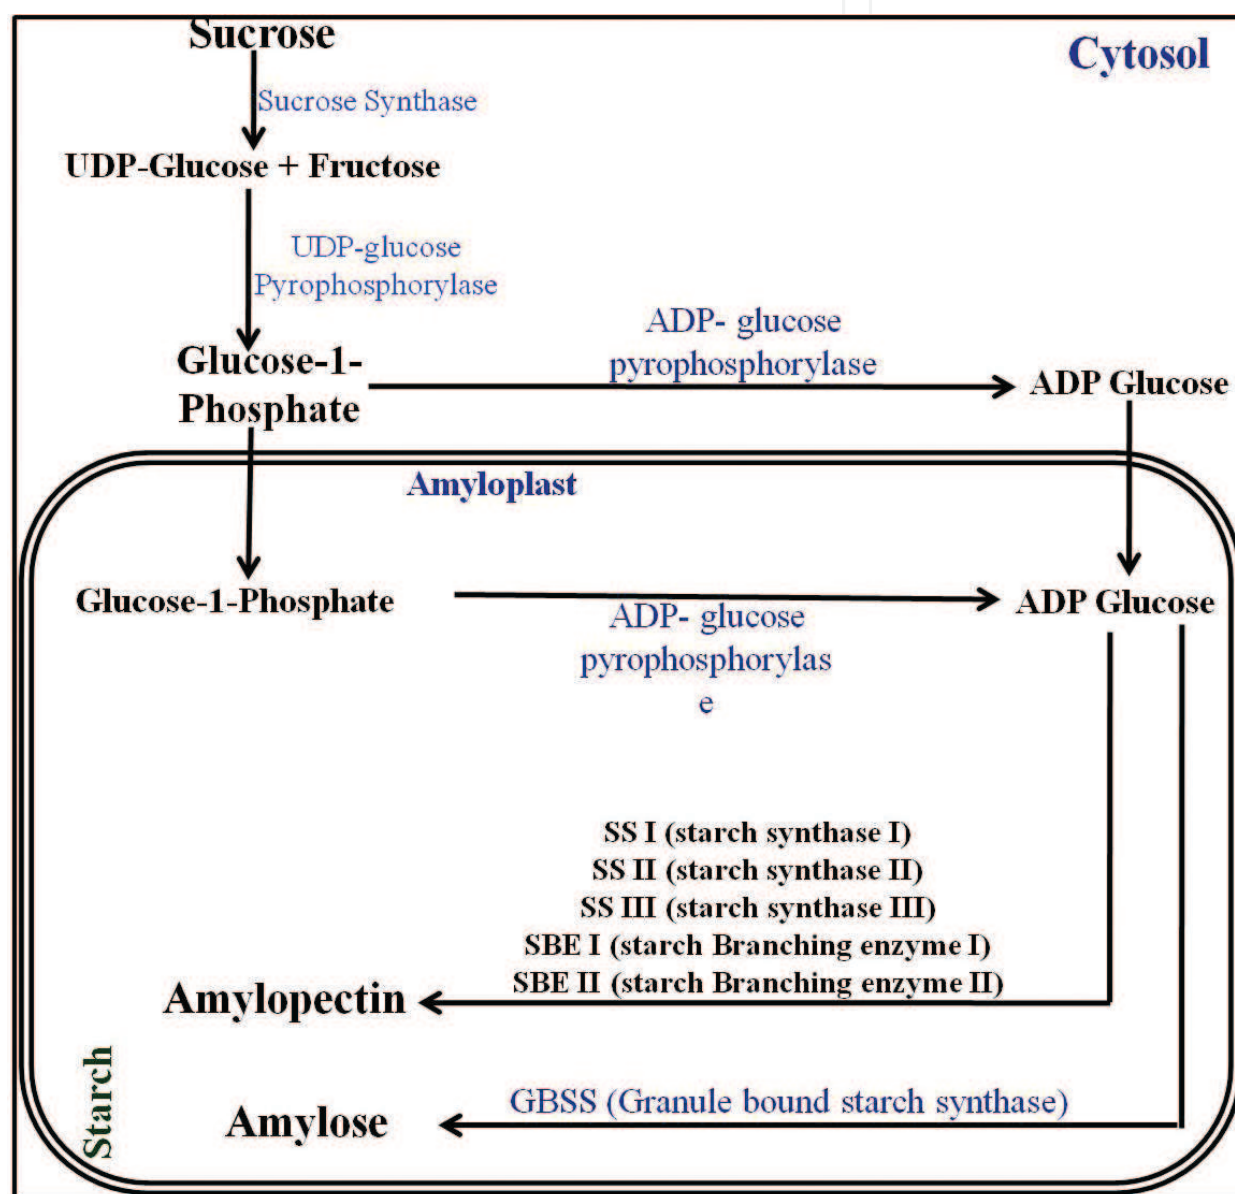 Sucrose
Cytosol
Sucrose Synthase
UDP-Glucose + Fructose
UDP-glucose
Pyrophosphorylase
Glucose-1-
Phosphate
ADP- glucose
pyrophosphorylase
ADP Glucose
Amyloplast
Glucose-1-Phosphate
ADP- glucose
pyrophosphorylas
e
ADP Glucose
SS I (starch synthase I)
SS II (starch synthase II)
SS III (starch synthase III)
SBE I (starch Branching enzyme I)
SBE II (starch Branching enzyme II)
Amylopectin
Starch
GBSS (Granule bound starch synthase)
Amylose